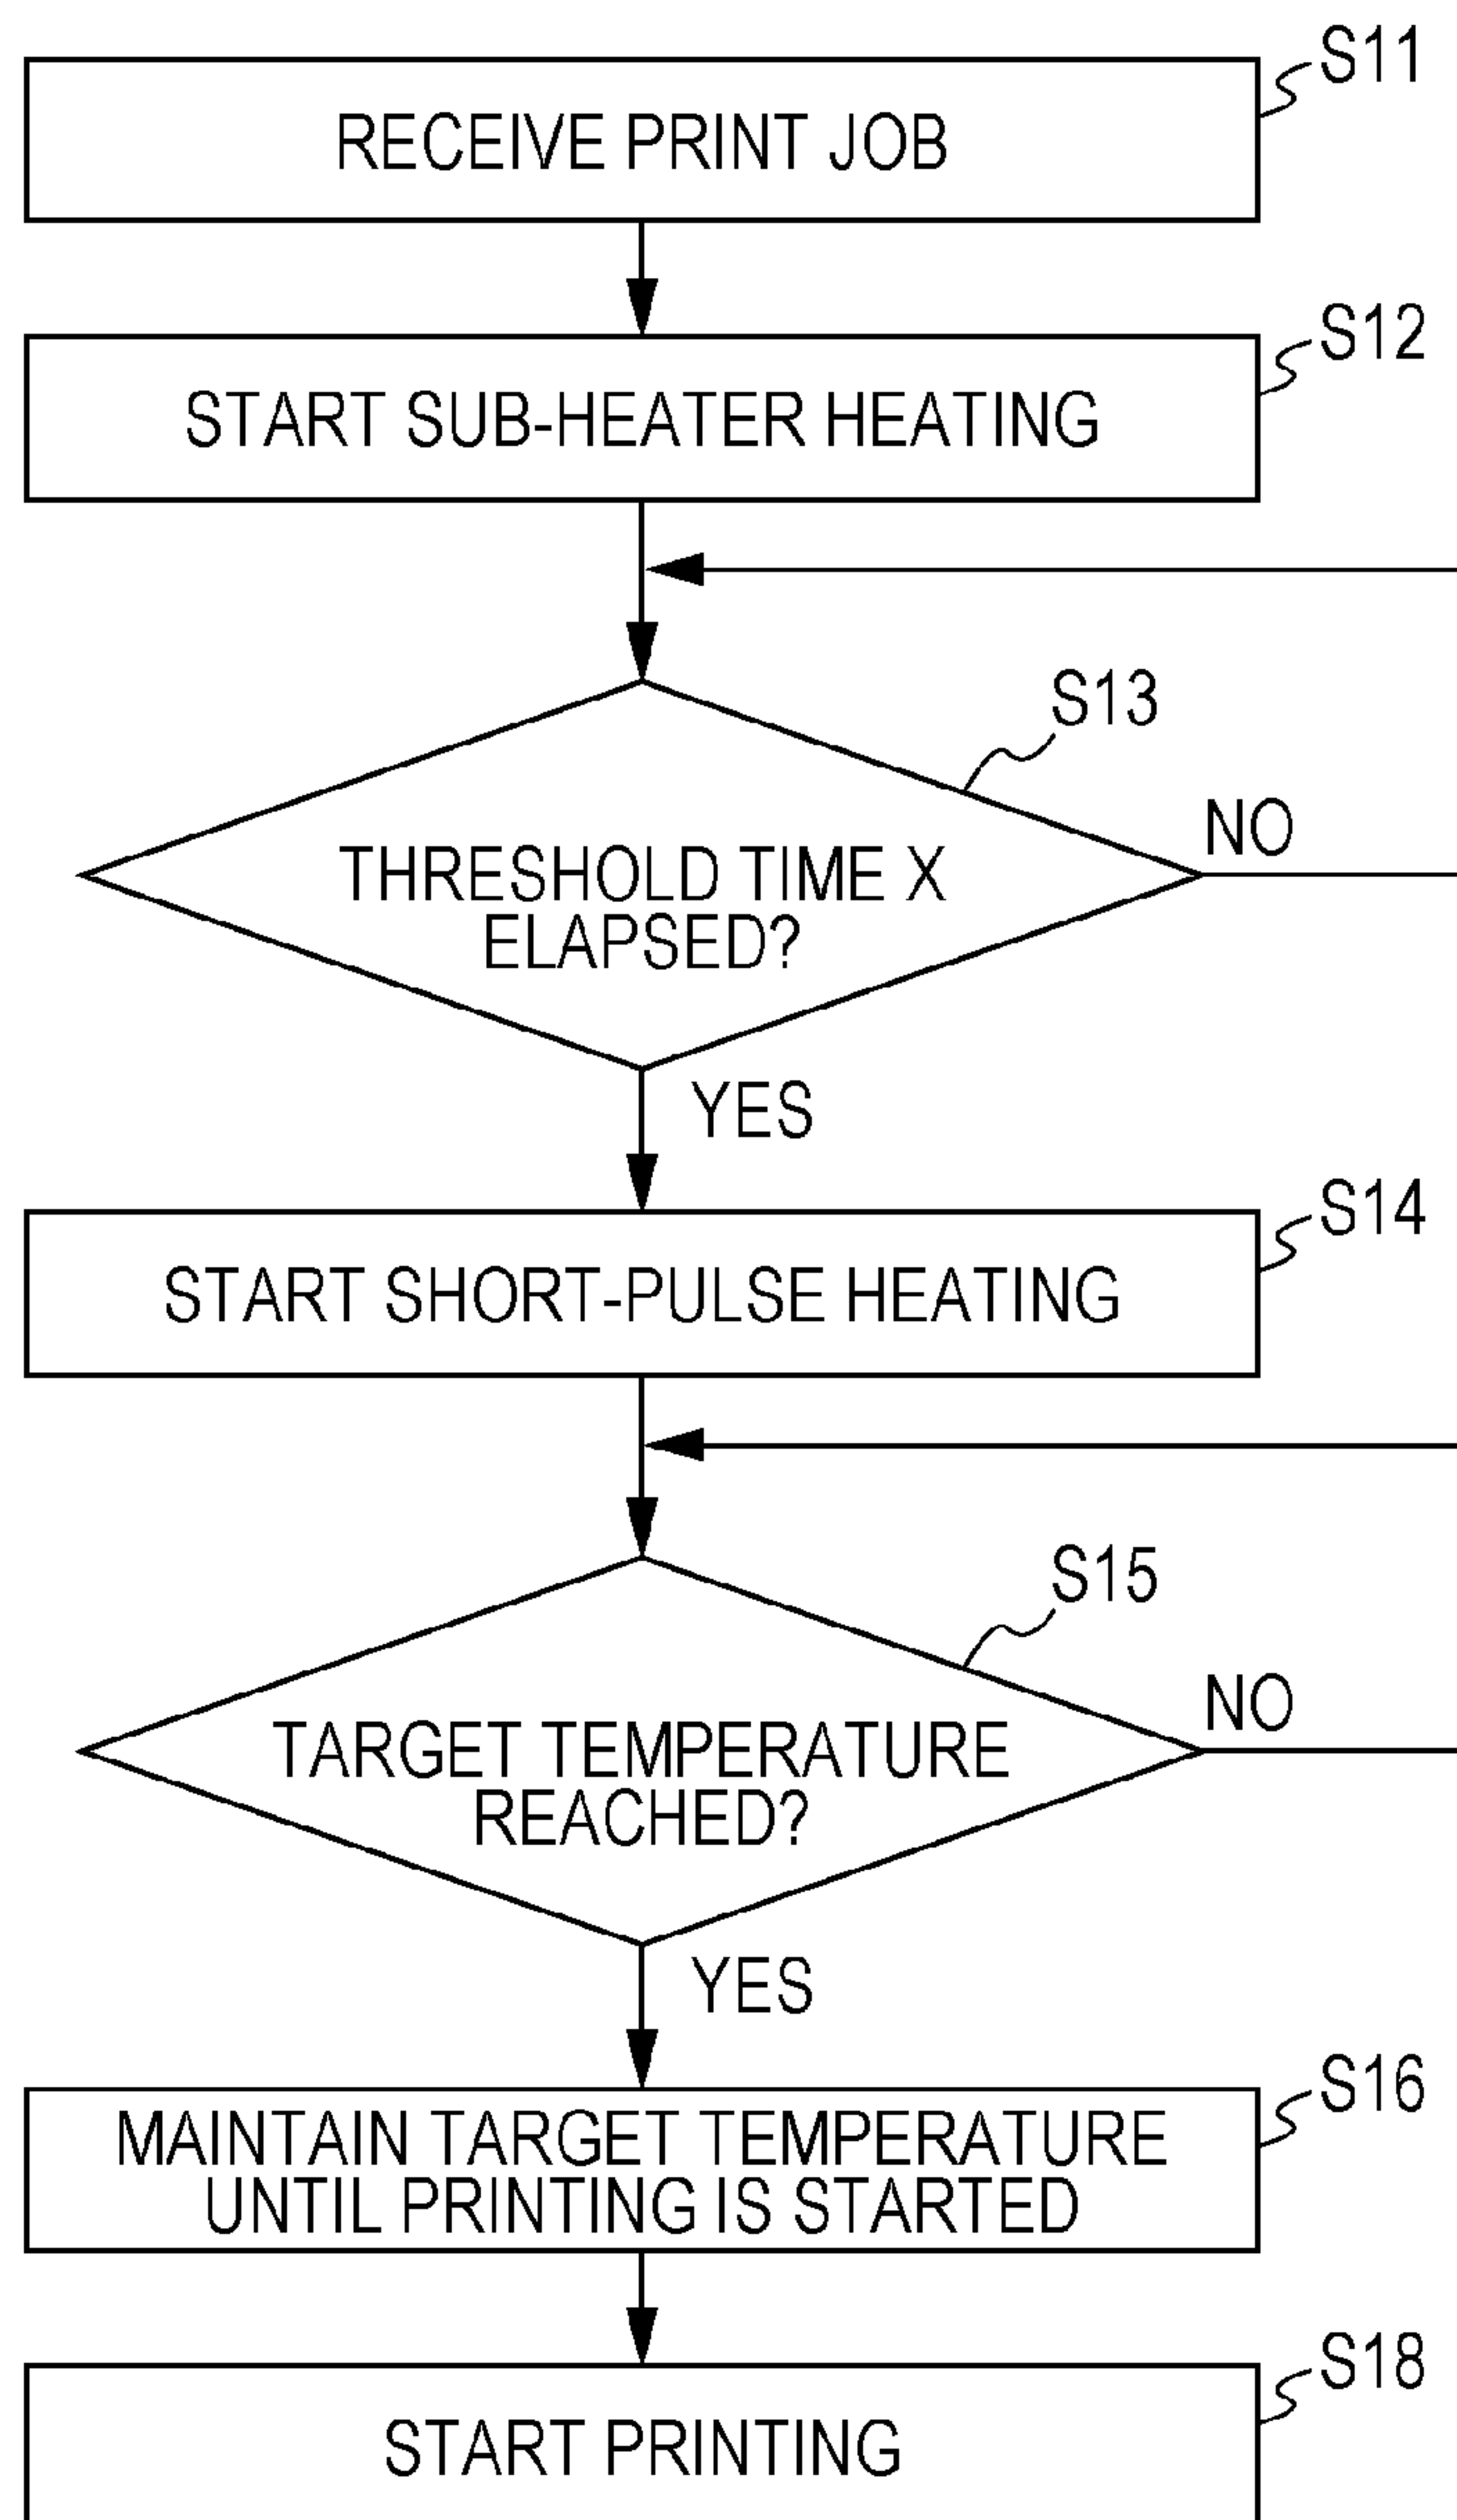 S11
RECEIVE PRINT JOB
S12
START SUB-HEATER HEATING
S13
NO
THRESHOLD TIME X
ELAPSED?
YES
S14
START SHORT-PULSE HEATING
S15
NO
TARGET TEMPERATURE
REACHED?
YES
S16
MAINTAIN TARGET TEMPERATURE
UNTIL PRINTING IS STARTED
S18
START PRINTING